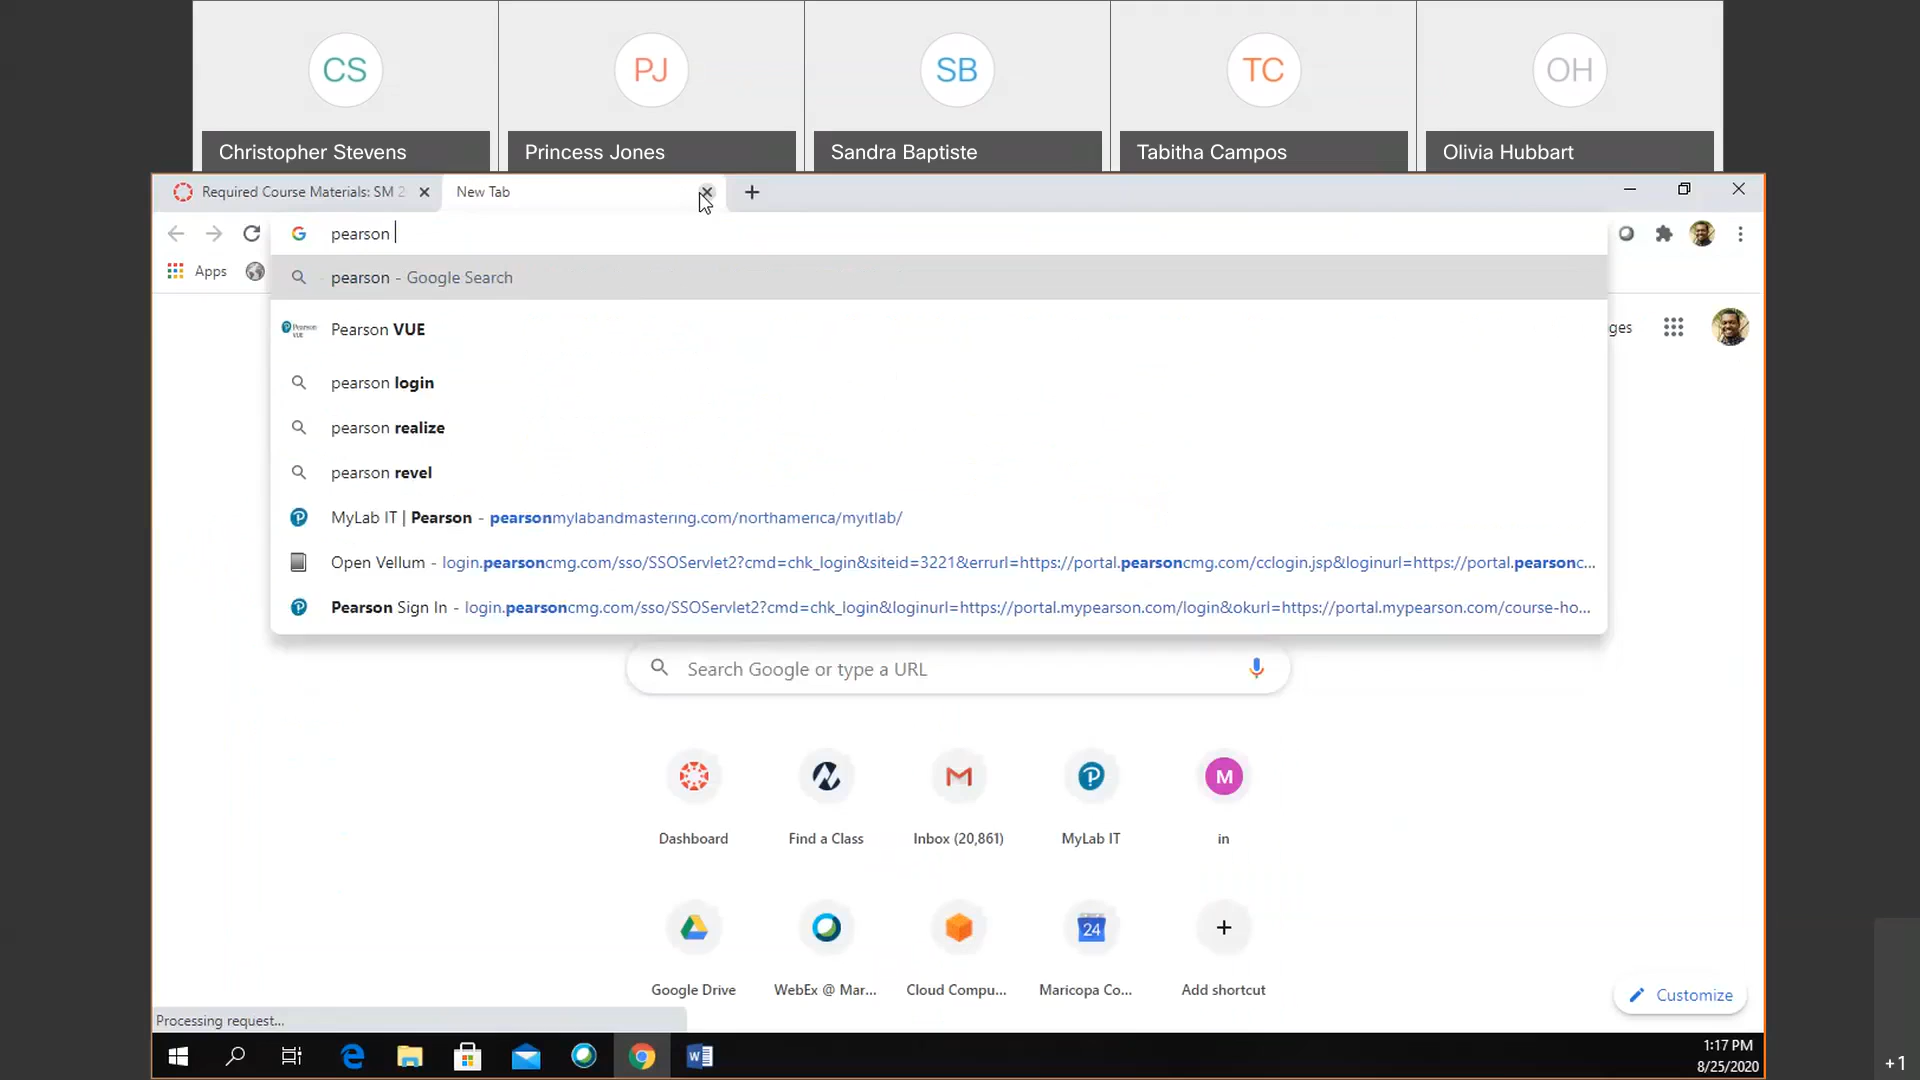 CS
PJ
SB
TC
OH
Christopher Stevens
Princess Jones
Sandra Baptiste
Tabitha Campos
Olivia Hubbart
Required Course Materials: SM 2
New Tab
pearson
Apps
pearson - Google Search
Pearson VUE
ges
pearson login
pearson realize
pearson revel
MyLab IT | Pearson - pearsonmylabandmastering.com/northamerica/myitlab/
Open Vellum - login.pearsoncmg.com/sso/SSOServlet2?cmd=chk_login&siteid=3221&errurl=https://portal.pearsoncmg.com/cclogin.jsp&loginurl=https://portal.pearsonc...
Pearson Sign In - login.pearsoncmg.com/sso/SSOServlet2?cmd=chk_login&loginurl=https://portal.mypearson.com/login&okurl=https://portal.mypearson.com/course-ho...
Search Google or type a URL
M
Dashboard
Find a Class
Inbox (20,861)
MyLab IT
in
24
Google Drive
WebEx @ Mar...
Cloud Compu...
Maricopa Co...
Add shortcut
Customize
Processing request...
1:17 PM
8/25/2020
+1